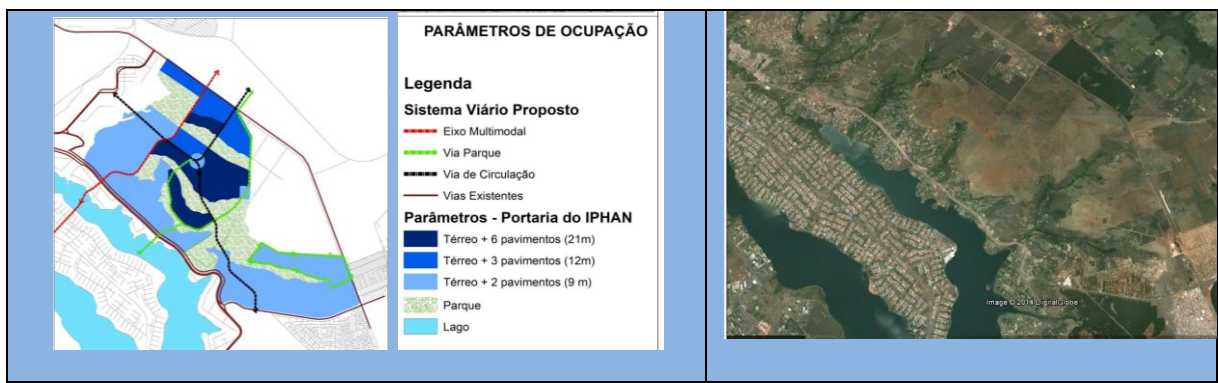 PARÂMETROS DE OCUPAÇÃO
Legenda
Sistema Viário Proposto
Eixo Multimodal
Via Parque
Via de Circulação
Vias Existentes
Parâmetros - Portaria do IPHAN
Térreo + 6 pavimentos (21m)
Térreo + 3 pavimentos (12m)
Térreo + 2 pavimentos (9 m)
Parque
Lago
Image © 2014 DigitalGlobe